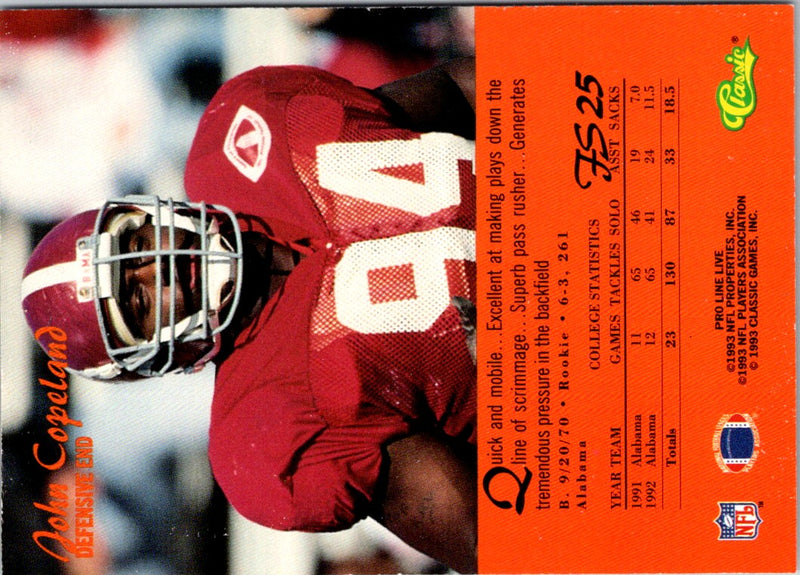 John Copeland
DEFENSIVE END
94
Quick and mobile... Excellent at making plays down the
line of scrimmage... Superb pass rusher... Generates
tremendous pressure in the backfield
B. 9/20/70 • Rookie • 6-3, 261
Alabama
FS25
COLLEGE STATISTICS
YEAR TEAM GAMES TACKLES SOLO ASST SACKS
1991 Alabama 11 65 46 19 7.0
1992 Alabama 12 65 41 24 11.5
Totals 23 130 87 33 18.5
PRO LINE LIVE
©1993 NFL PROPERTIES, INC.
©1993 NFL PLAYERS ASSOCIATION
© 1993 CLASSIC GAMES, INC.
Classic®
NFL
TM